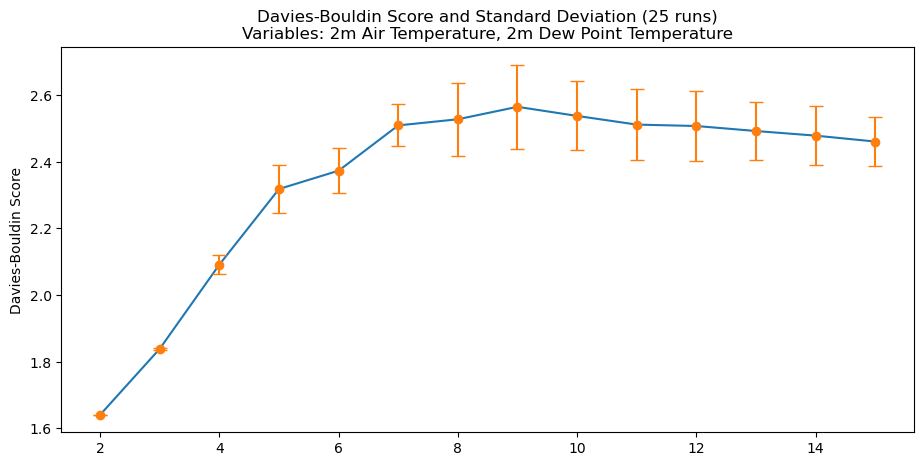 Davies-Bouldin Score and Standard Deviation (25 runs)
Variables: 2m Air Temperature, 2m Dew Point Temperature
Davies-Bouldin Score
2.6
2.4
2.2
2.0
1.8
1.6
2 4 6 8 10 12 14